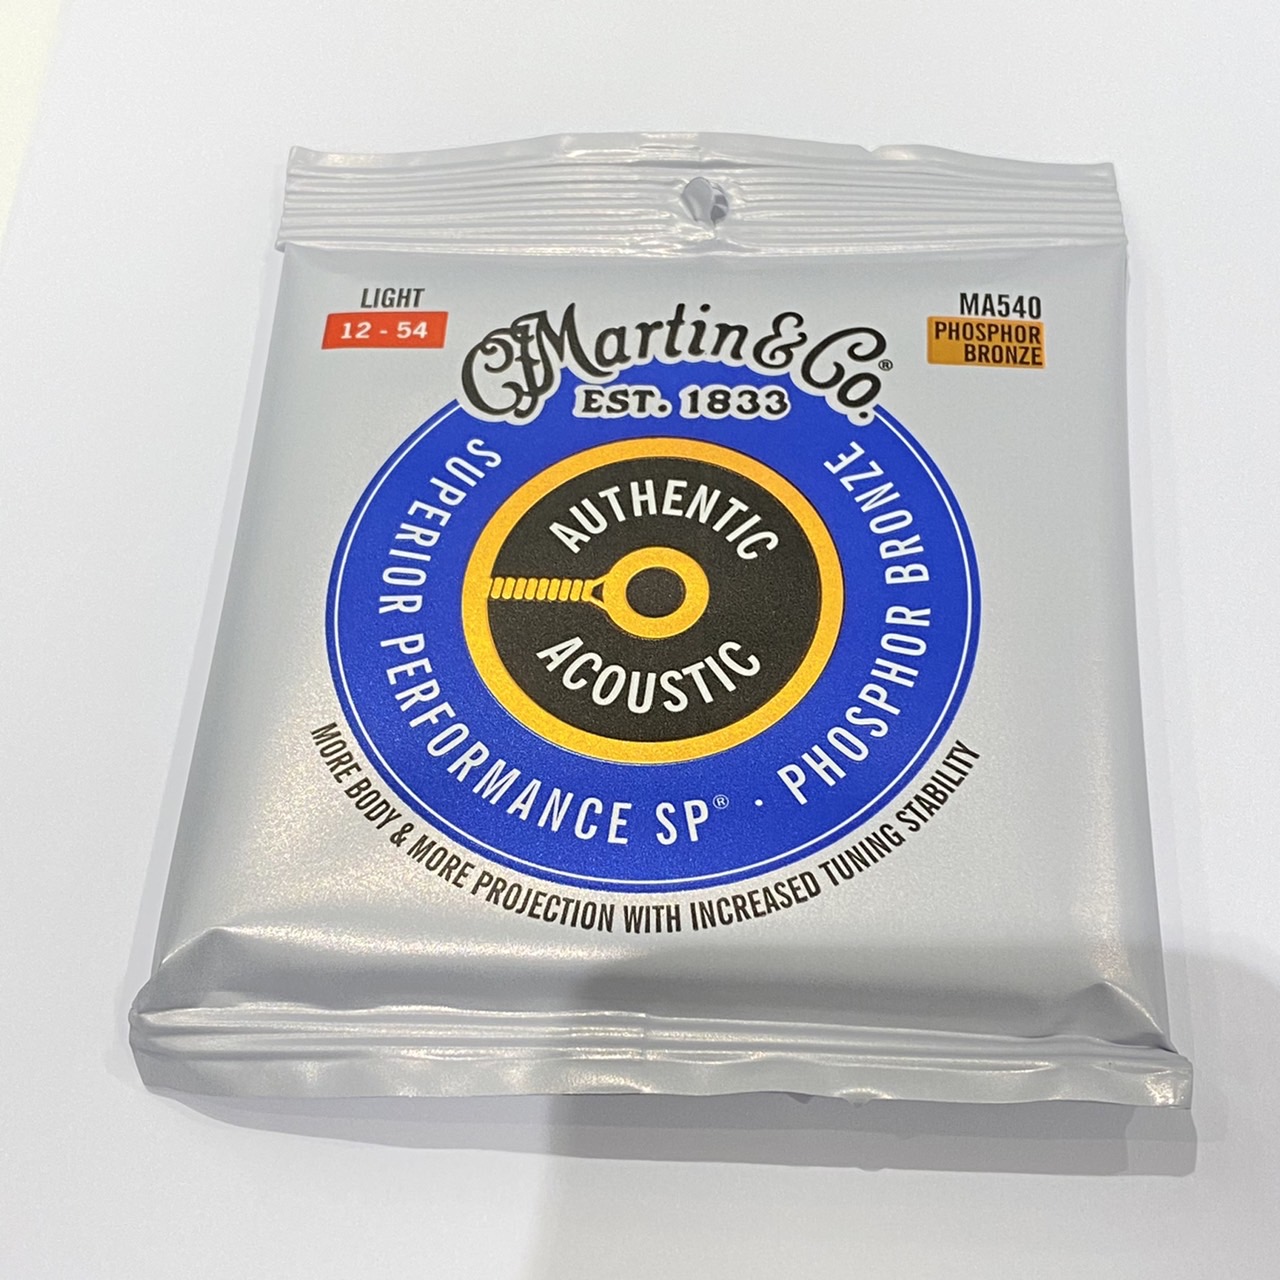 LIGHT
12 - 54
MA540
PHOSPHOR
BRONZE
CFMartin & Co.®
EST. 1833
AUTHENTIC
ACOUSTIC
SUPERIOR PERFORMANCE SP® · PHOSPHOR BRONZE
MORE BODY & MORE PROJECTION WITH INCREASED TUNING STABILITY